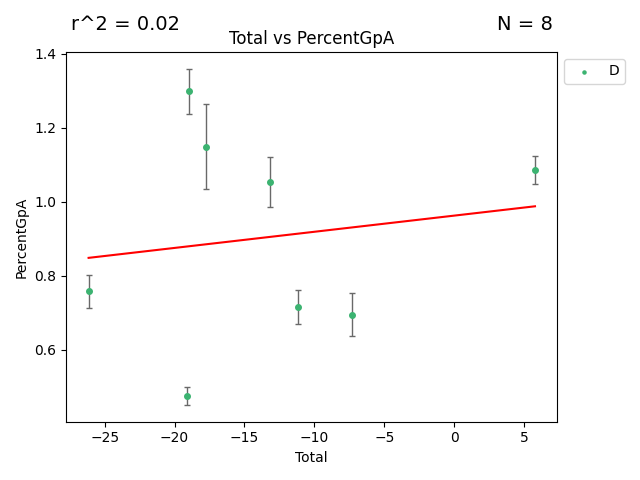 r^2 = 0.02
N = 8
Total vs PercentGpA
D
1.4
1.2
1.0
0.8
0.6
PercentGpA
−25
−20
−15
−10
−5
0
5
Total